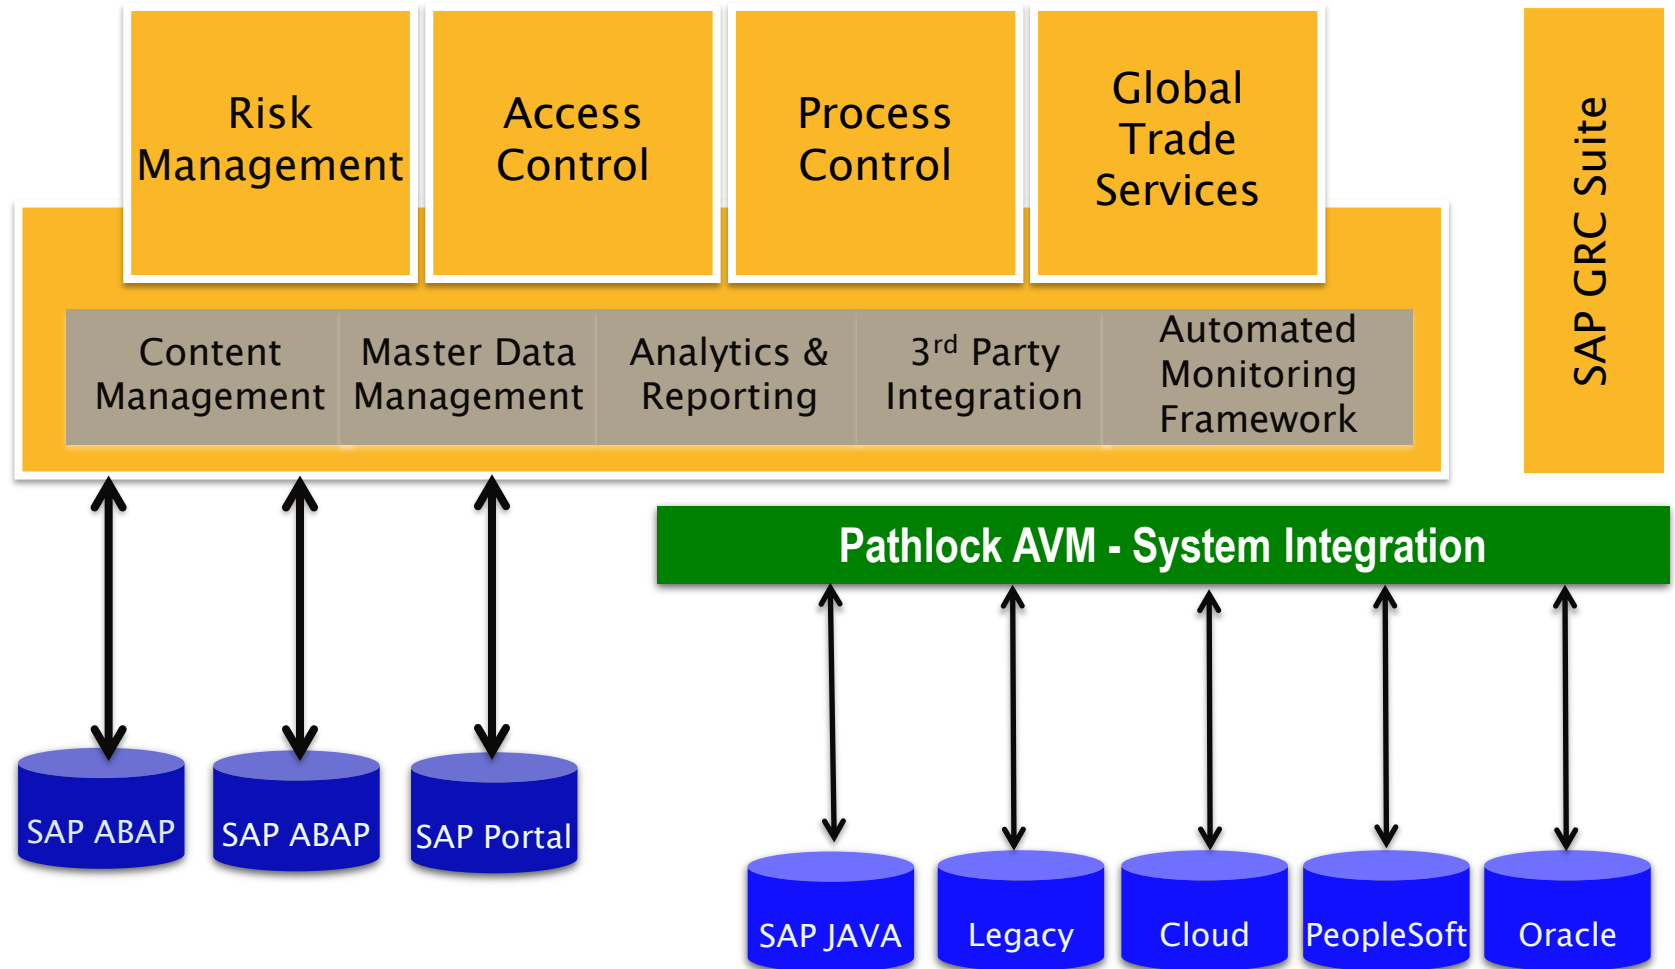 Risk
Management
Access
Control
Process
Control
Global
Trade
Services
SAP GRC Suite
Content
Management
Master Data
Management
Analytics &
Reporting
3rd Party
Integration
Automated
Monitoring
Framework
Pathlock AVM - System Integration
SAP ABAP
SAP ABAP
SAP Portal
SAP JAVA
Legacy
Cloud
PeopleSoft
Oracle